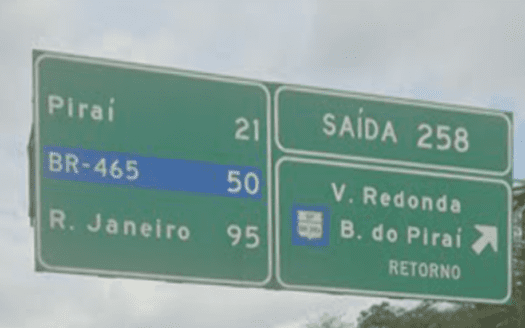 Piraí 21
BR-465 50
R. Janeiro 95
SAÍDA 258
V. Redonda
B. do Piraí
RETORNO